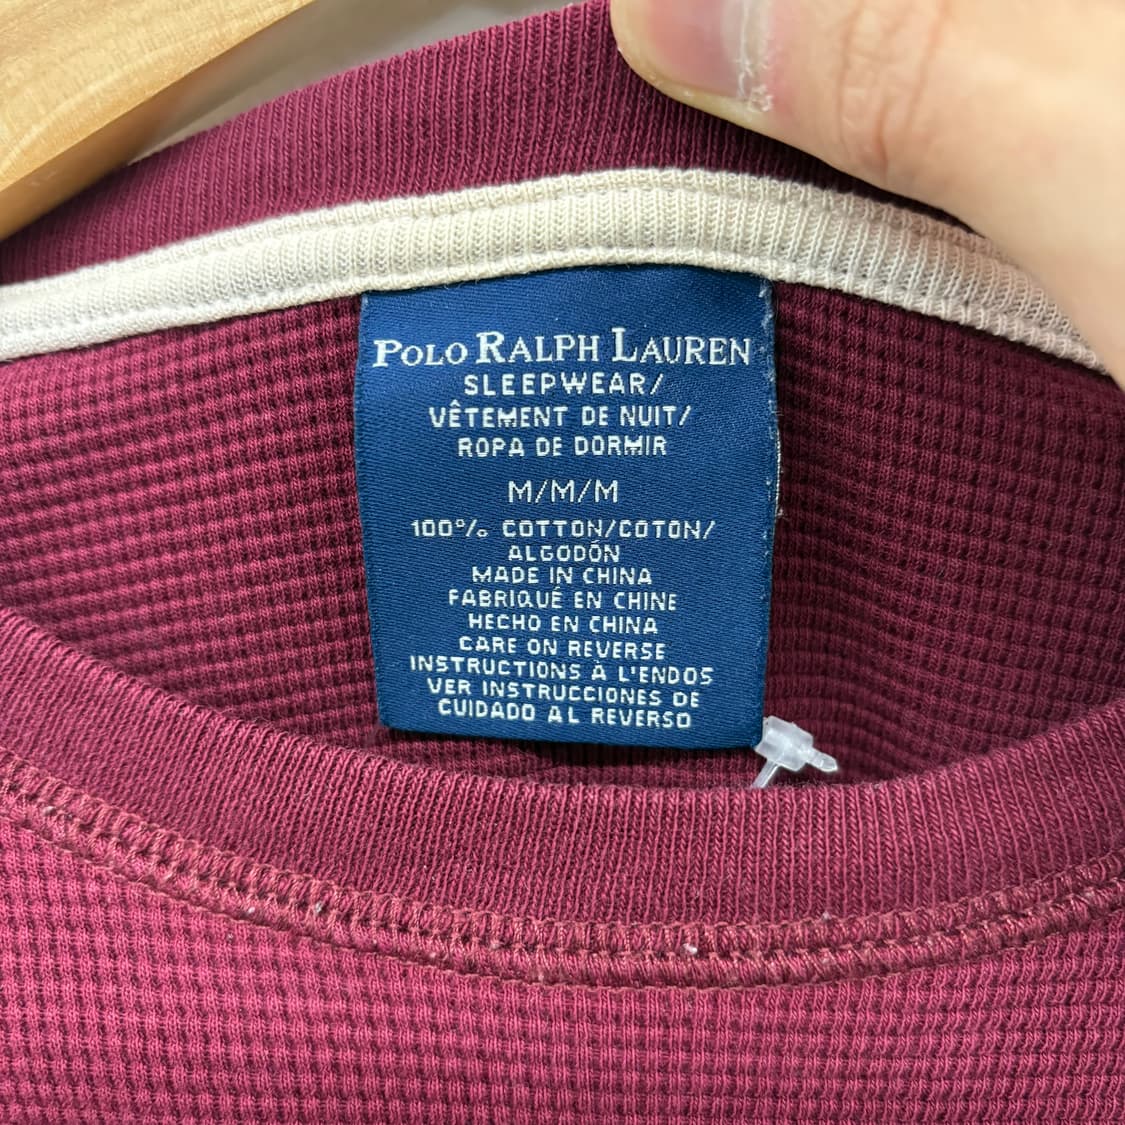 POLO RALPH LAUREN
SLEEPWEAR/
VÊTEMENT DE NUIT/
ROPA DE DORMIR
M/M/M
100% COTTON/COTON/
ALGODÓN
MADE IN CHINA
FABRIQUÉ EN CHINE
HECHO EN CHINA
CARE ON REVERSE
INSTRUCTIONS À L'ENDOS
VER INSTRUCCIONES DE
CUIDADO AL REVERSO